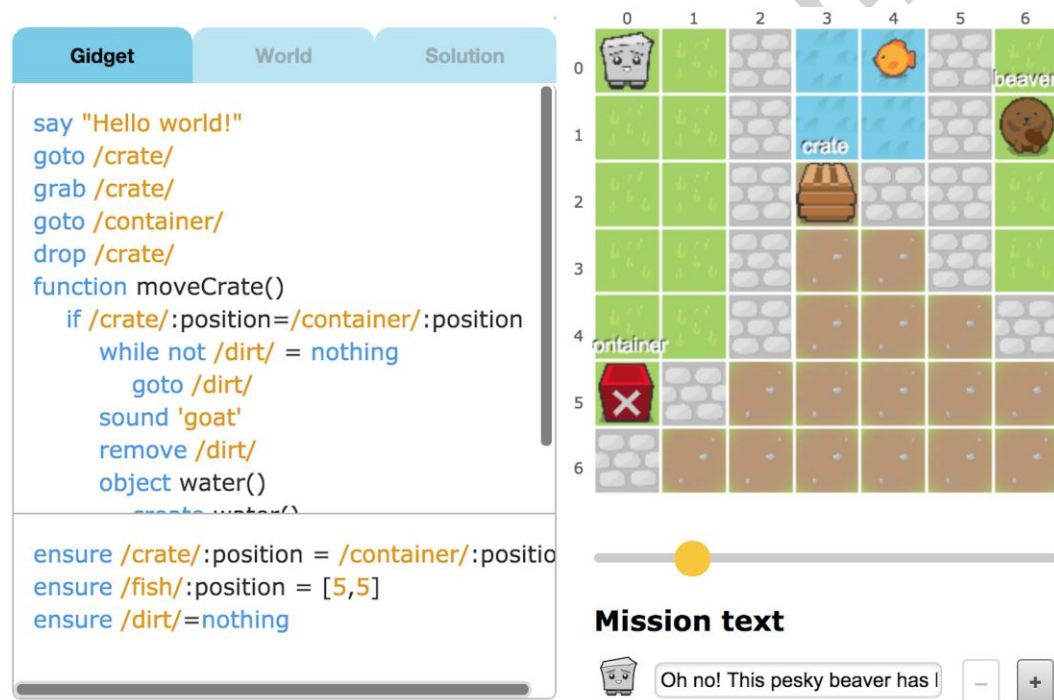 Gidget
World
Solution
say "Hello world!"
goto /crate/
grab /crate/
goto /container/
drop /crate/
function moveCrate()
if /crate/:position=/container/:position
while not /dirt/ = nothing
goto /dirt/
sound 'goat'
remove /dirt/
object water()
create water()
ensure /crate/:position = /container/:positio
ensure /fish/:position = [5,5]
ensure /dirt/=nothing
0 1 2 3 4 5 6
0
beaver
1
crate
2
3
4
ontainer
5
6
Mission text
Oh no! This pesky beaver has l